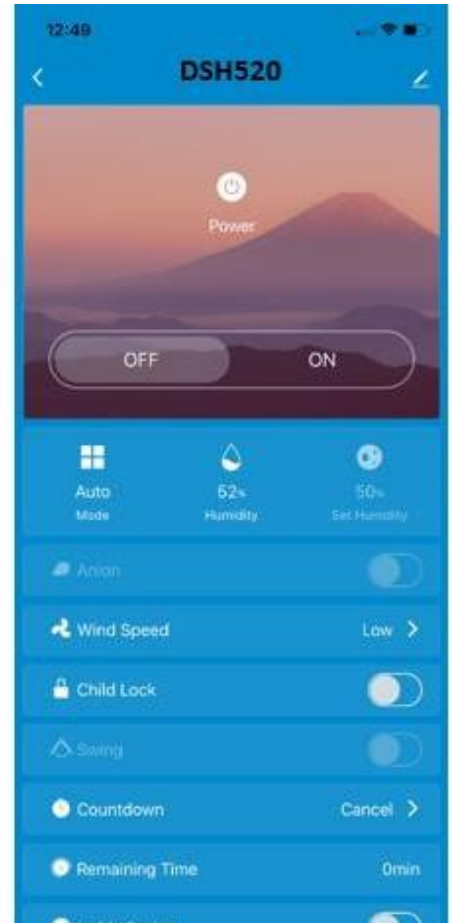 12:49
DSH520
Power
OFF ON
Auto 52% 50%
Mode Humidity Set Humidity
Anion
Wind Speed Low
Child Lock
Swing
Countdown Cancel
Remaining Time 0min